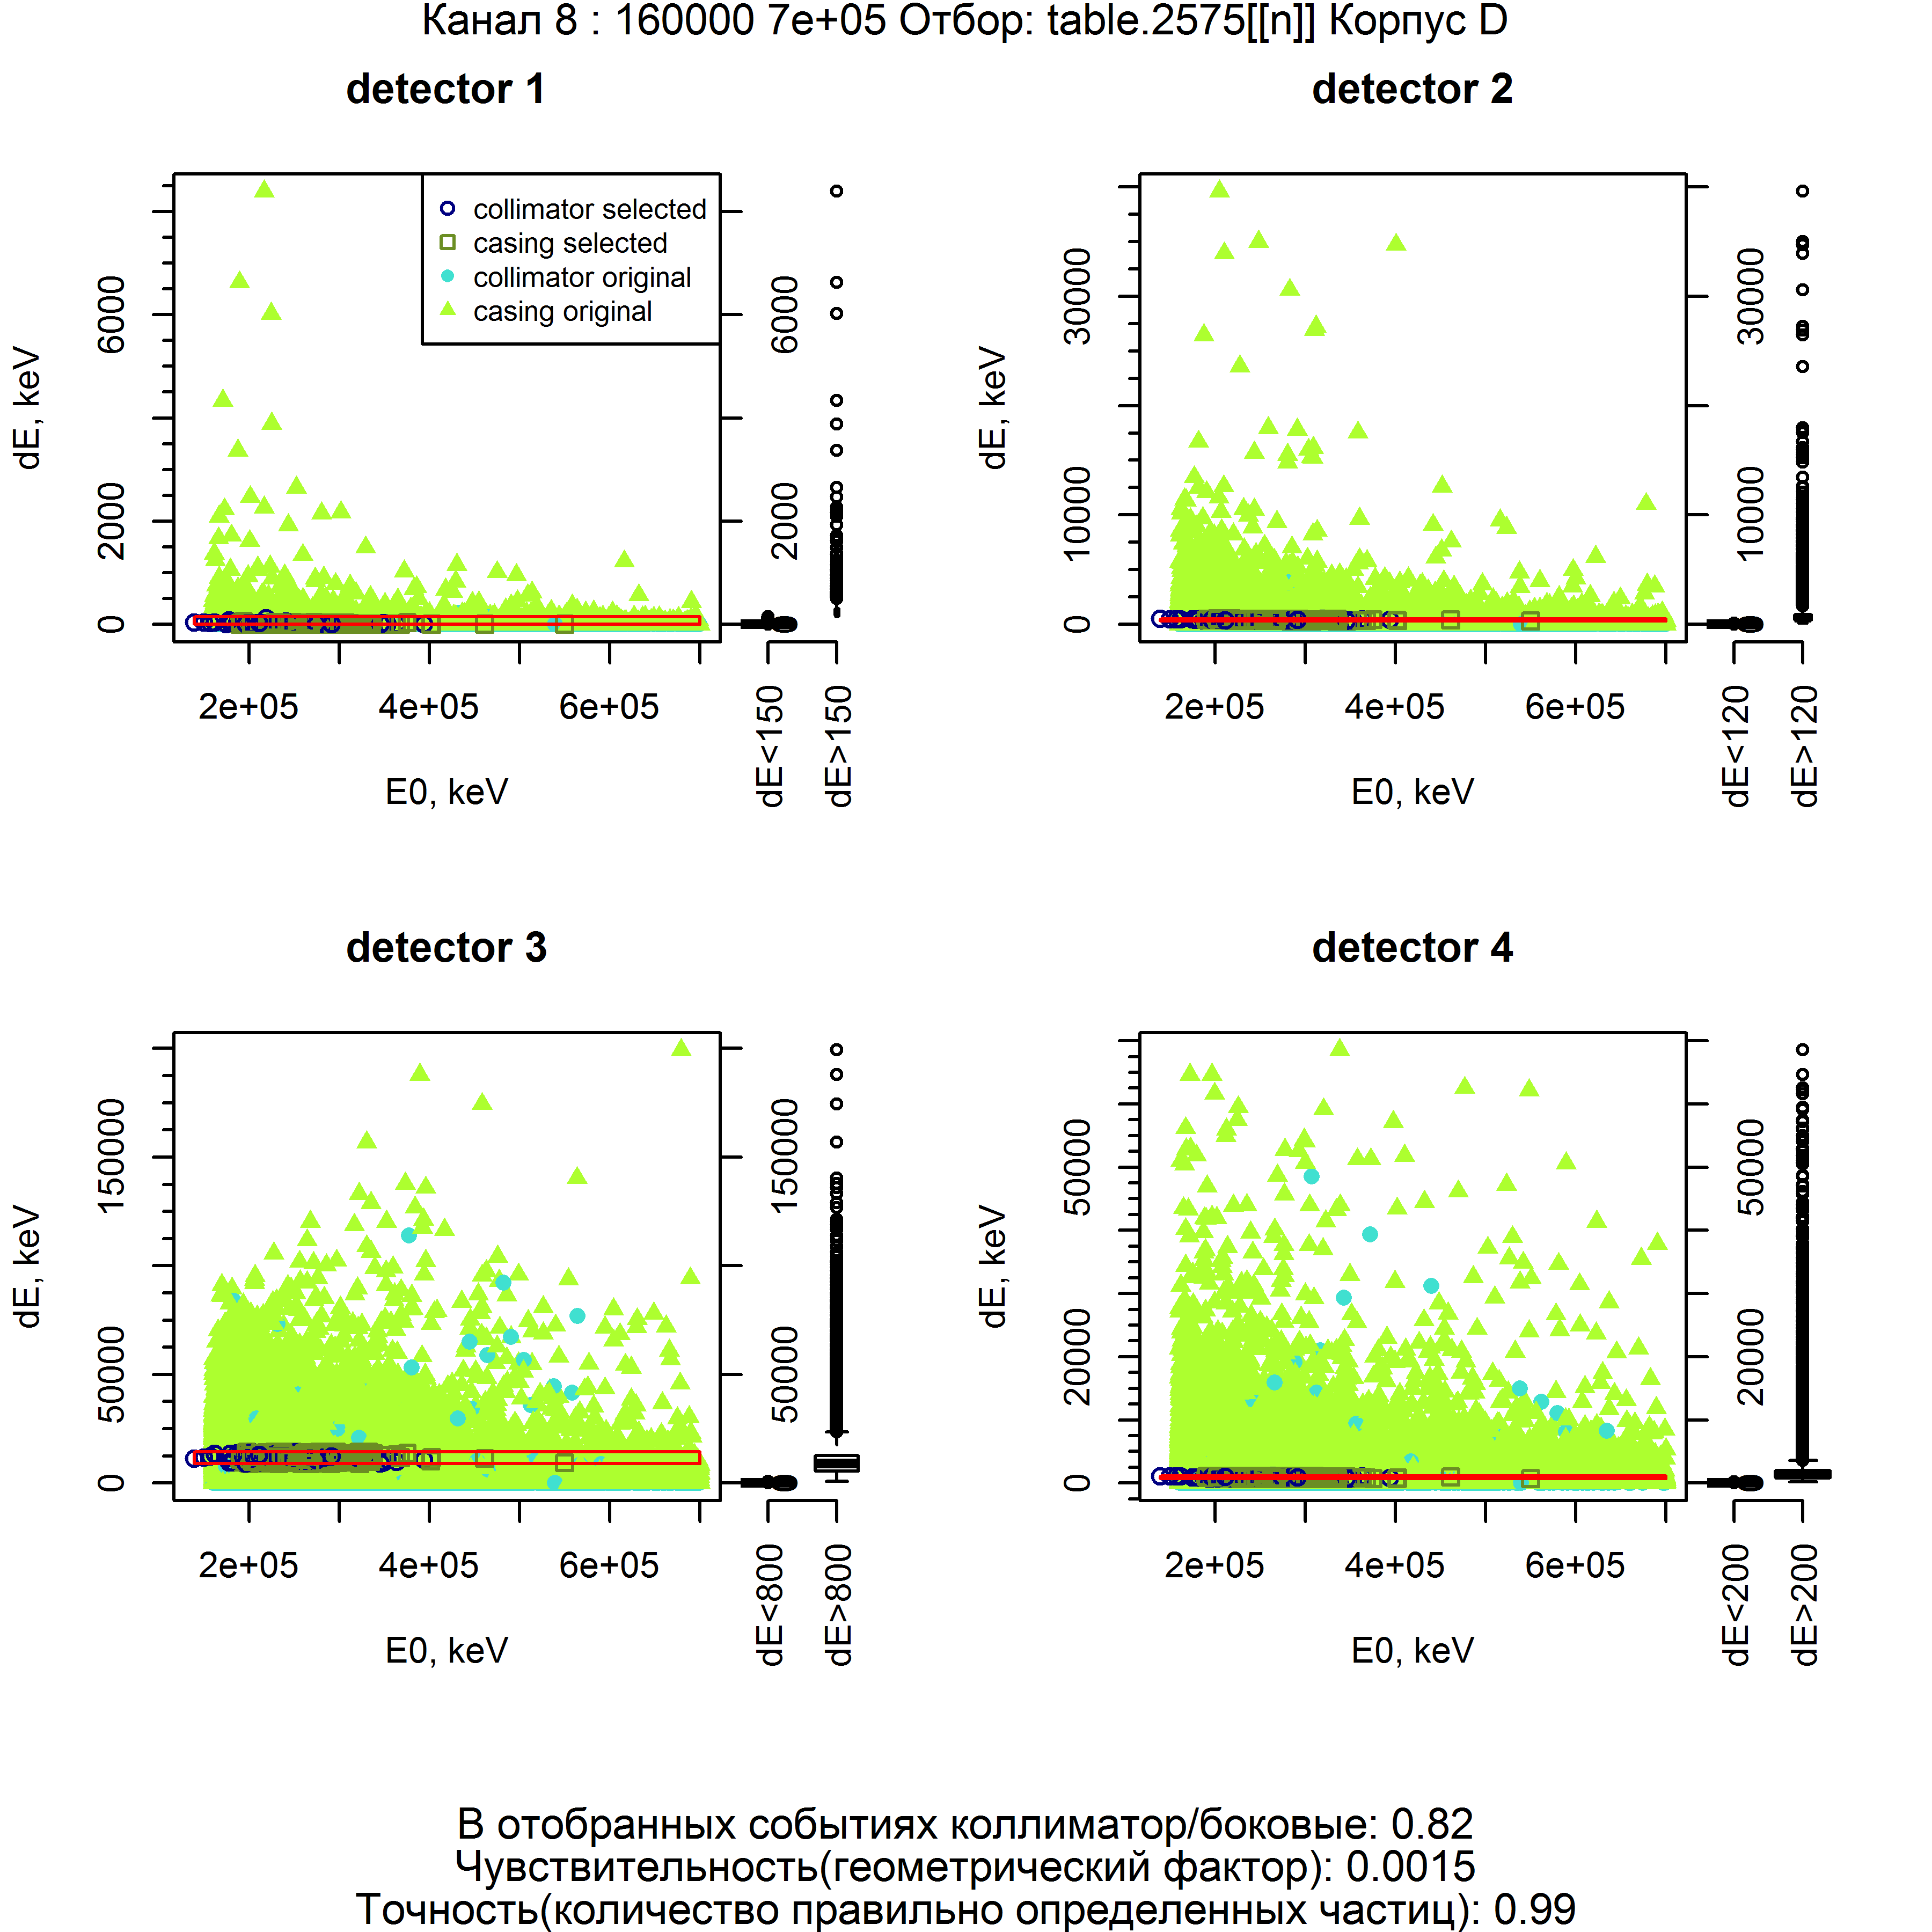 Канал 8 : 160000 7e+05 Отбор: table.2575[[n]] Корпус D
detector 1
dE, keV
0 2000 6000
collimator selected
casing selected
collimator original
casing original
2e+05 4e+05 6e+05
E0, keV
0 2000 6000
dE<150 dE>150
detector 2
dE, keV
0 10000 30000
2e+05 4e+05 6e+05
E0, keV
0 10000 30000
dE<120 dE>120
detector 3
dE, keV
0 50000 150000
2e+05 4e+05 6e+05
E0, keV
0 50000 150000
dE<800 dE>800
detector 4
dE, keV
0 20000 50000
2e+05 4e+05 6e+05
E0, keV
0 20000 50000
dE<200 dE>200
В отобранных событиях коллиматор/боковые: 0.82
Чувствительность(геометрический фактор): 0.0015
Точность(количество правильно определенных частиц): 0.99